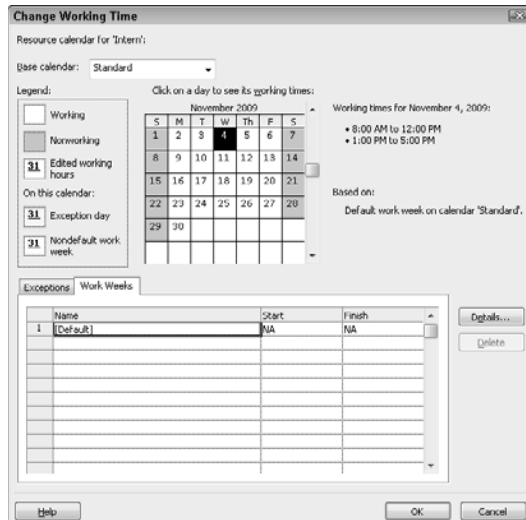 Change Working Time
Resource calendar for 'Intern':
Base calendar: Standard
Legend:
Working
Nonworking
31 Edited working hours
On this calendar:
31 Exception day
31 Nondefault work week
Click on a day to see its working times:
November 2009
S M T W Th F S
1 2 3 4 5 6 7
8 9 10 11 12 13 14
15 16 17 18 19 20 21
22 23 24 25 26 27 28
29 30
Working times for November 4, 2009:
• 8:00 AM to 12:00 PM
• 1:00 PM to 5:00 PM
Based on:
Default work week on calendar 'Standard'.
Exceptions Work Weeks
Name Start Finish
1 [Default] NA NA
Details...
Delete
Help OK Cancel